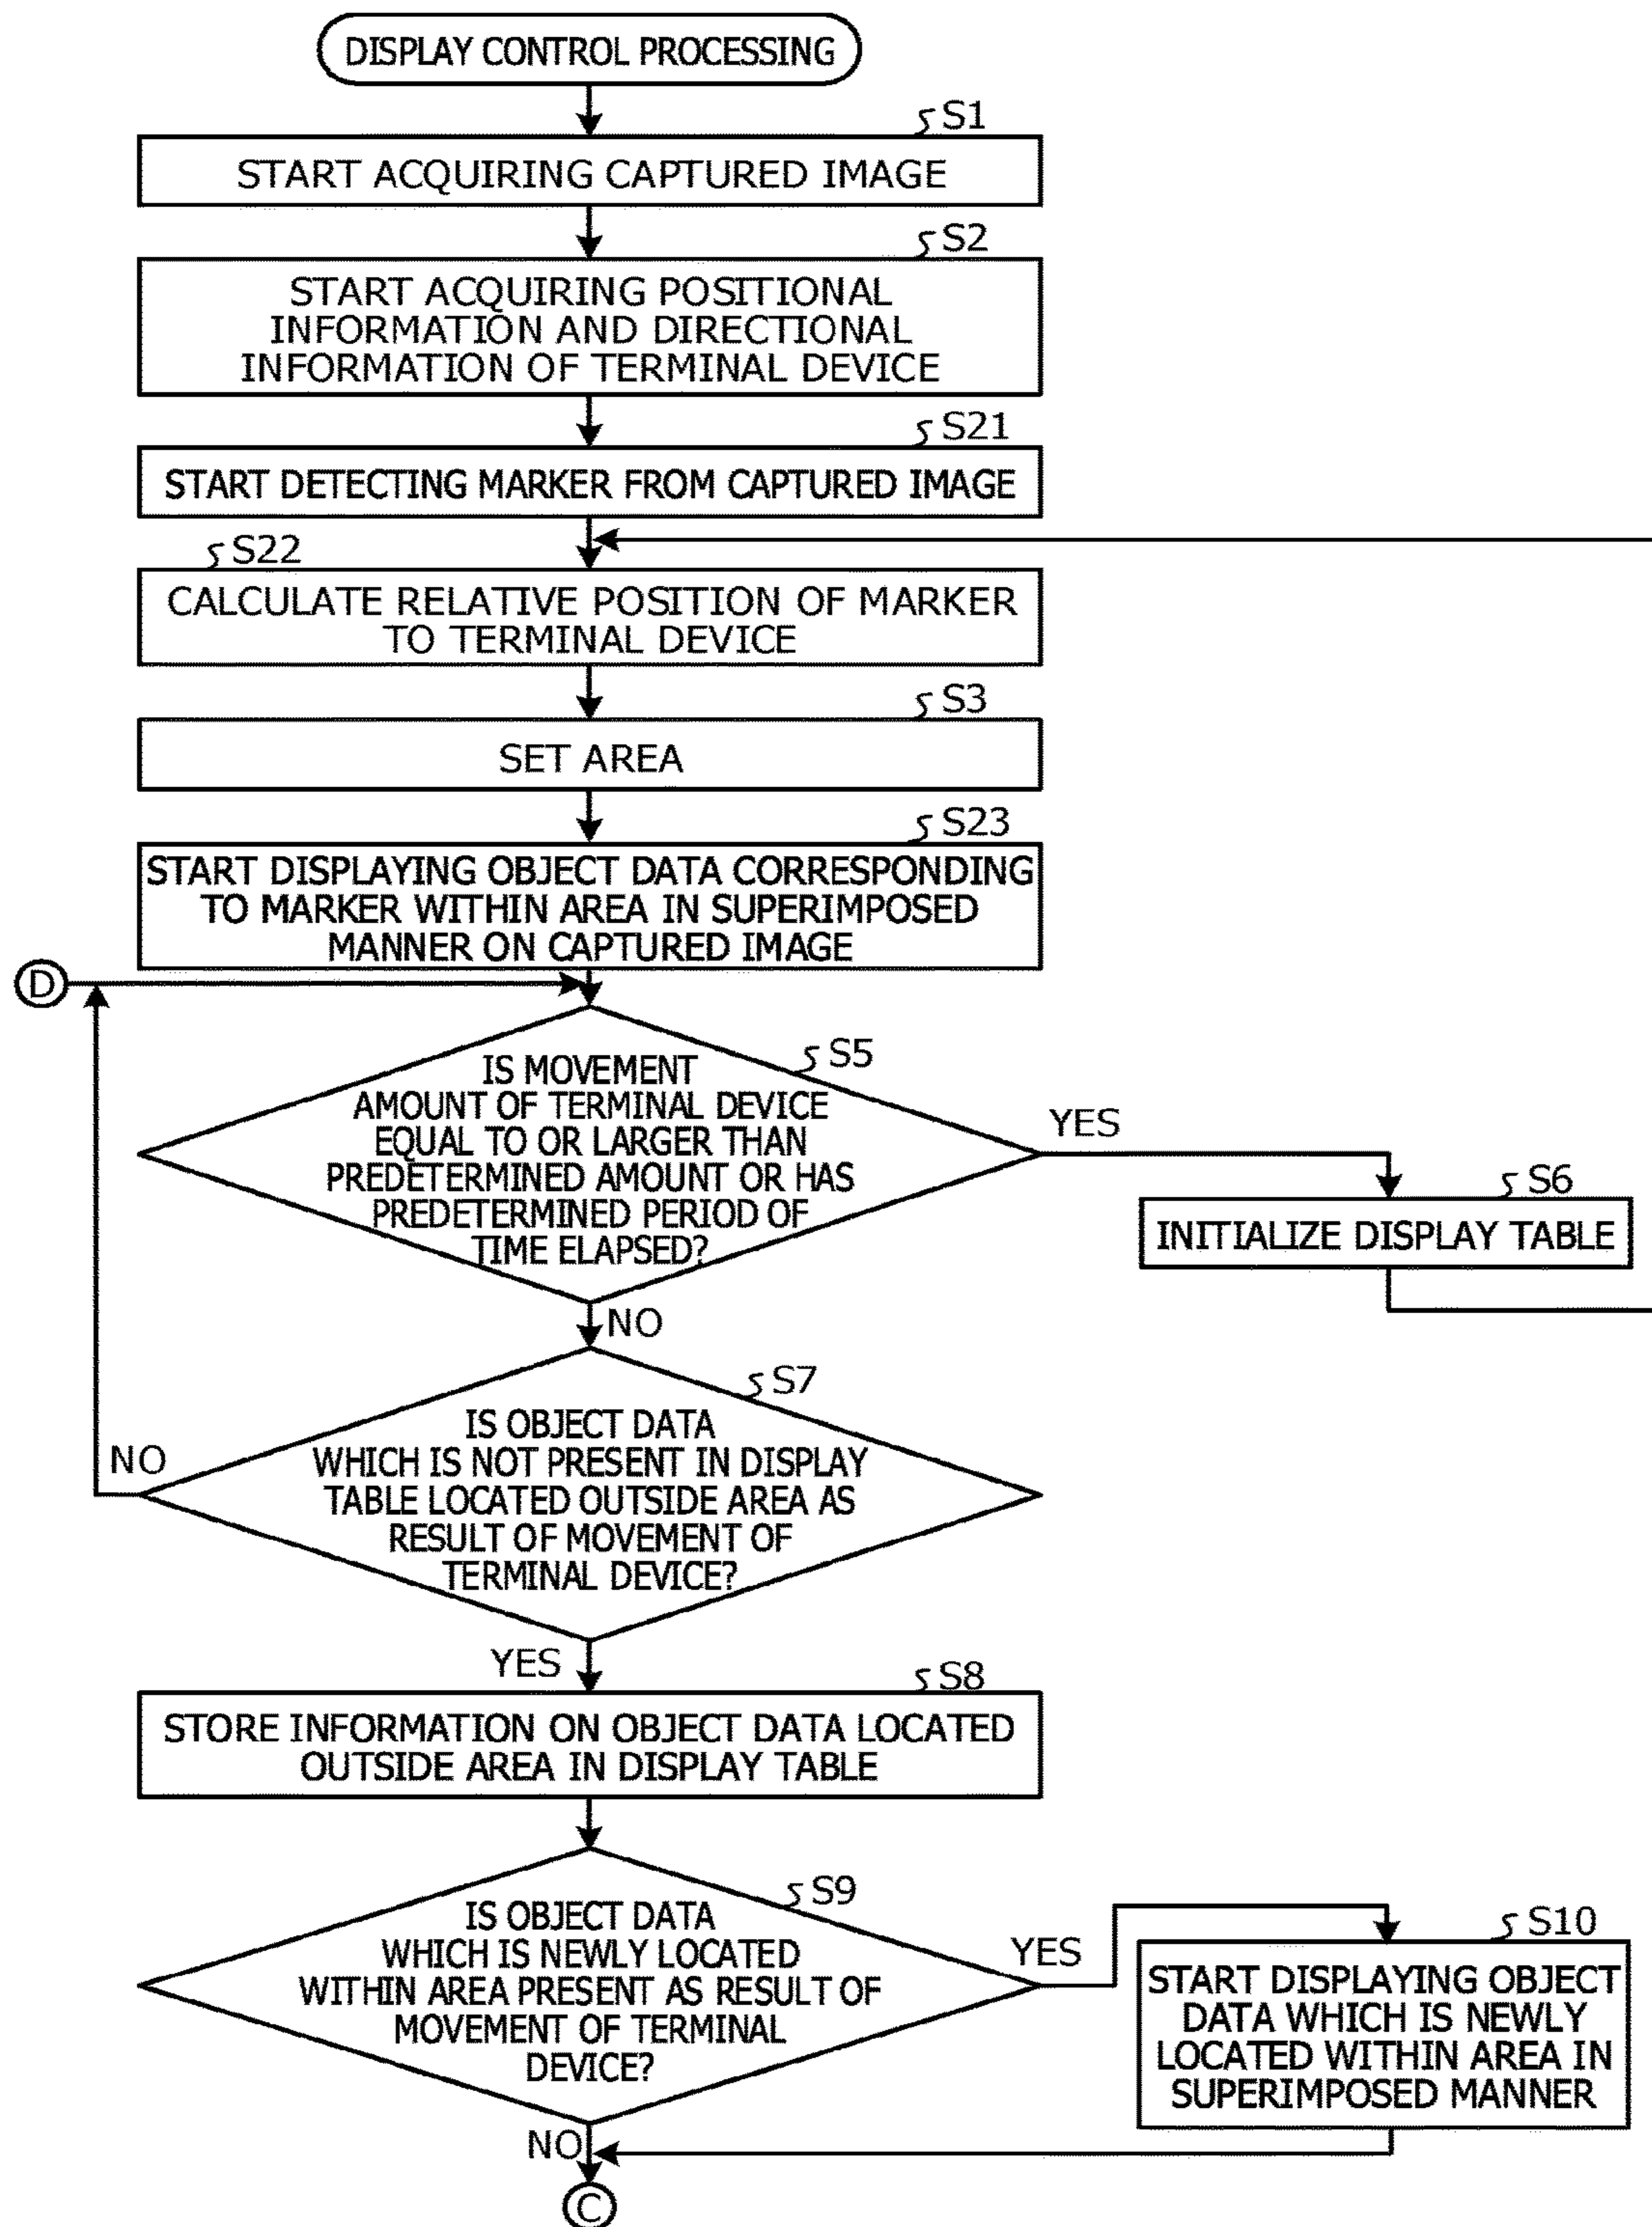 DISPLAY CONTROL PROCESSING
S1
START ACQUIRING CAPTURED IMAGE
S2
START ACQUIRING POSITIONAL
INFORMATION AND DIRECTIONAL
INFORMATION OF TERMINAL DEVICE
S21
START DETECTING MARKER FROM CAPTURED IMAGE
S22
CALCULATE RELATIVE POSITION OF MARKER
TO TERMINAL DEVICE
S3
SET AREA
S23
START DISPLAYING OBJECT DATA CORRESPONDING
TO MARKER WITHIN AREA IN SUPERIMPOSED
MANNER ON CAPTURED IMAGE
D
S5
IS MOVEMENT
AMOUNT OF TERMINAL DEVICE
EQUAL TO OR LARGER THAN
PREDETERMINED AMOUNT OR HAS
PREDETERMINED PERIOD OF
TIME ELAPSED?
YES
S6
INITIALIZE DISPLAY TABLE
NO
S7
IS OBJECT DATA
WHICH IS NOT PRESENT IN DISPLAY
TABLE LOCATED OUTSIDE AREA AS
RESULT OF MOVEMENT OF
TERMINAL DEVICE?
NO
YES
S8
STORE INFORMATION ON OBJECT DATA LOCATED
OUTSIDE AREA IN DISPLAY TABLE
S9
IS OBJECT DATA
WHICH IS NEWLY LOCATED
WITHIN AREA PRESENT AS RESULT OF
MOVEMENT OF TERMINAL
DEVICE?
YES
S10
START DISPLAYING OBJECT
DATA WHICH IS NEWLY
LOCATED WITHIN AREA IN
SUPERIMPOSED MANNER
NO
C